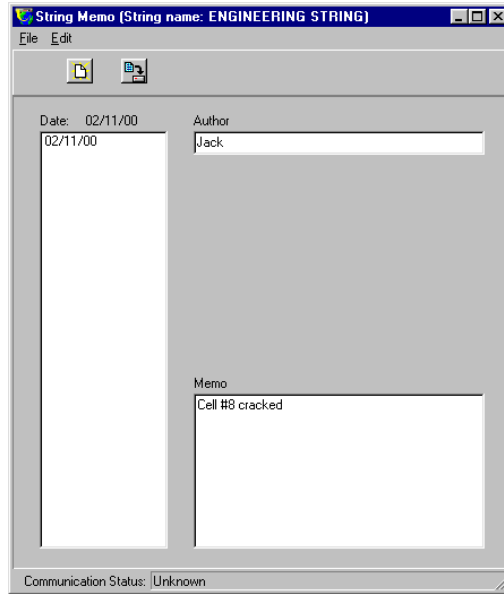 String Memo (String name: ENGINEERING STRING)
File Edit
Date: 02/11/00
Author
02/11/00
Jack
Memo
Cell #8 cracked
Communication Status: Unknown